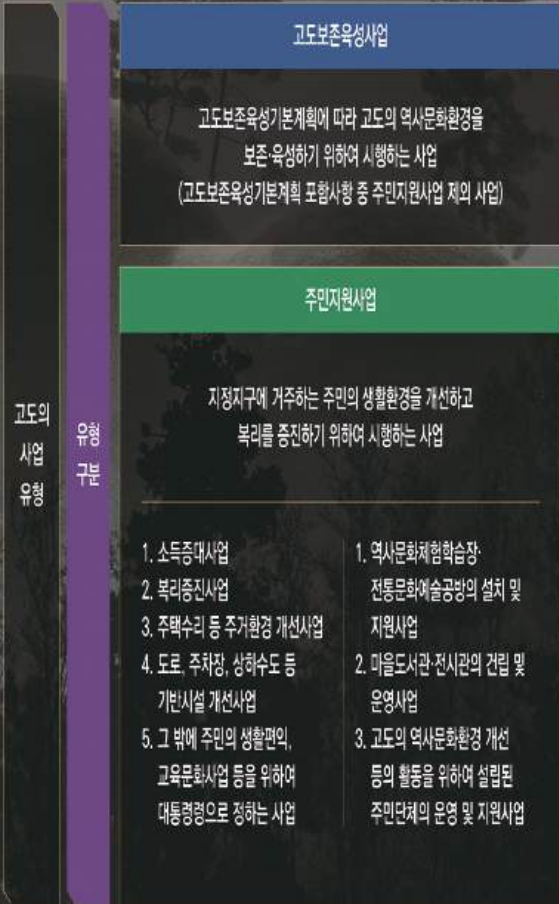 고도의
사업
유형
유형
구분
고도보존육성사업
고도보존육성기본계획에 따라 고도의 역사문화환경을
보존·육성하기 위하여 시행하는 사업
(고도보존육성기본계획 포함사항 중 주민지원사업 제외 사업)
주민지원사업
지정지구에 거주하는 주민의 생활환경을 개선하고
복리를 증진하기 위하여 시행하는 사업
1. 소득증대사업
2. 복리증진사업
3. 주택수리 등 주거환경 개선사업
4. 도로, 주차장, 상하수도 등
기반시설 개선사업
5. 그 밖에 주민의 생활편익,
교육문화사업 등을 위하여
대통령령으로 정하는 사업
1. 역사문화체험학습장·
전통문화예술공방의 설치 및
지원사업
2. 마을도서관·전시관의 건립 및
운영사업
3. 고도의 역사문화환경 개선
등의 활동을 위하여 설립된
주민단체의 운영 및 지원사업